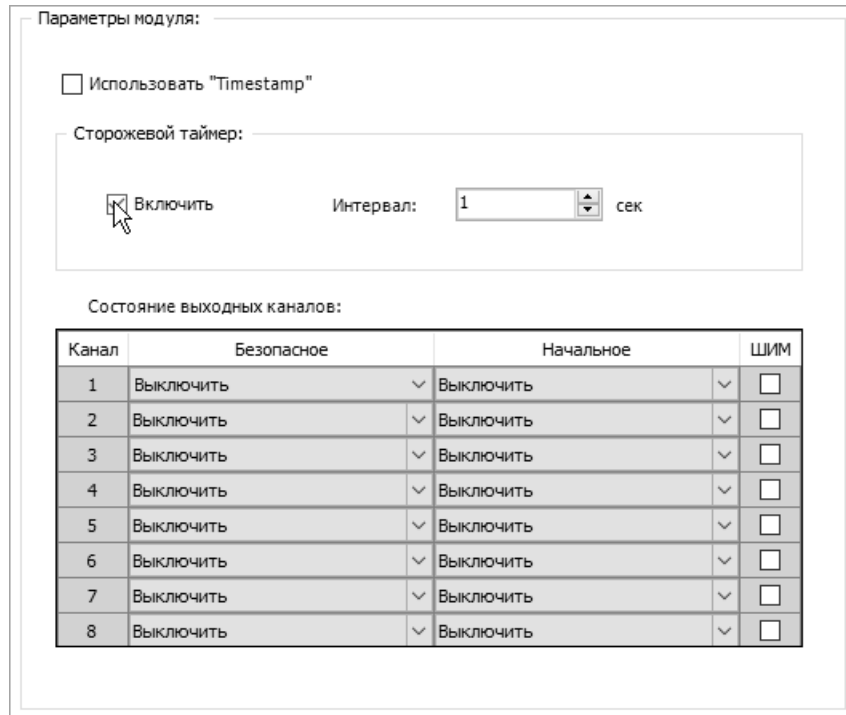 Параметры модуля:
Использовать "Timestamp"
Сторожевой таймер:
Включить Интервал: 1 сек
Состояние выходных каналов:
Канал Безопасное Начальное ШИМ
1 Выключить Выключить
2 Выключить Выключить
3 Выключить Выключить
4 Выключить Выключить
5 Выключить Выключить
6 Выключить Выключить
7 Выключить Выключить
8 Выключить Выключить